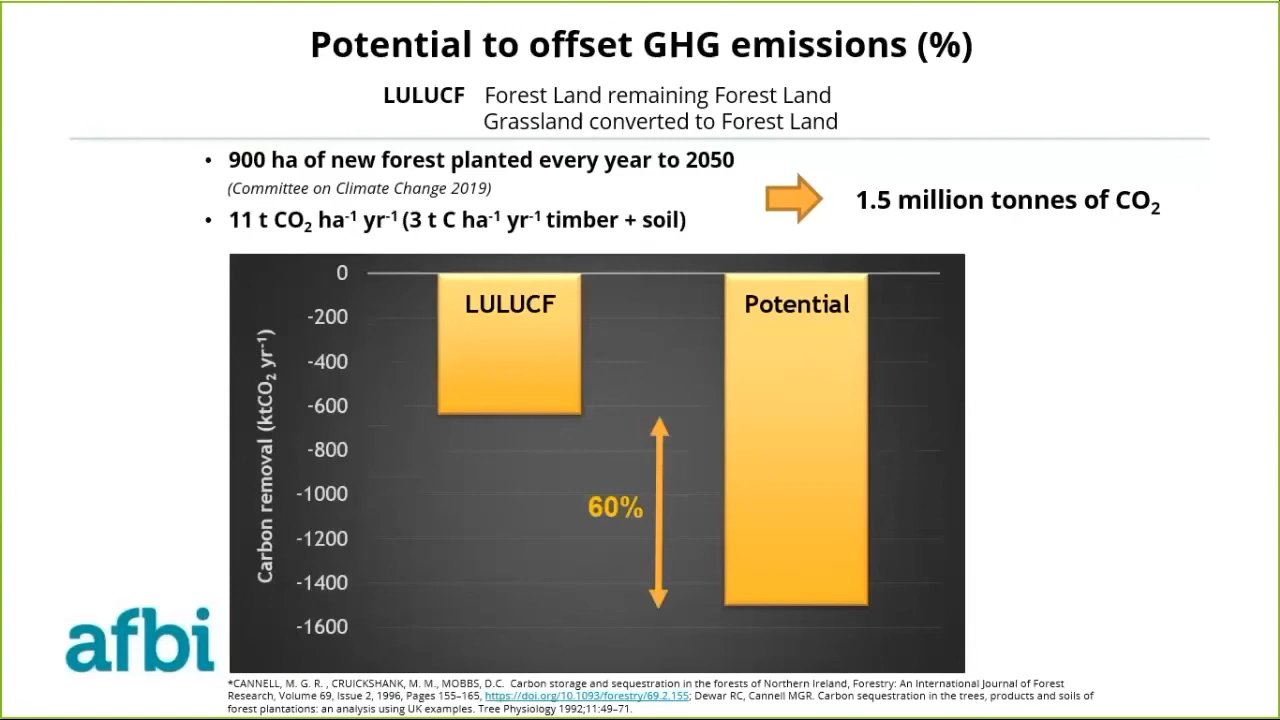 Potential to offset GHG emissions (%)
LULUCF Forest Land remaining Forest Land
Grassland converted to Forest Land
• 900 ha of new forest planted every year to 2050
(Committee on Climate Change 2019)
• 11 t CO₂ ha⁻¹ yr⁻¹ (3 t C ha⁻¹ yr⁻¹ timber + soil)
1.5 million tonnes of CO₂
Carbon removal (ktCO₂ yr⁻¹)
0
-200
-400
-600
-800
-1000
-1200
-1400
-1600
LULUCF
Potential
60%
afbi
*CANNELL, M. G. R. , CRUICKSHANK, M. M., MOBBS, D.C. Carbon storage and sequestration in the forests of Northern Ireland, Forestry: An International Journal of Forest
Research, Volume 69, Issue 2, 1996, Pages 155–165, https://doi.org/10.1093/forestry/69.2.155; Dewar RC, Cannell MGR. Carbon sequestration in the trees, products and soils of
forest plantations: an analysis using UK examples. Tree Physiology 1992;11:49–71.